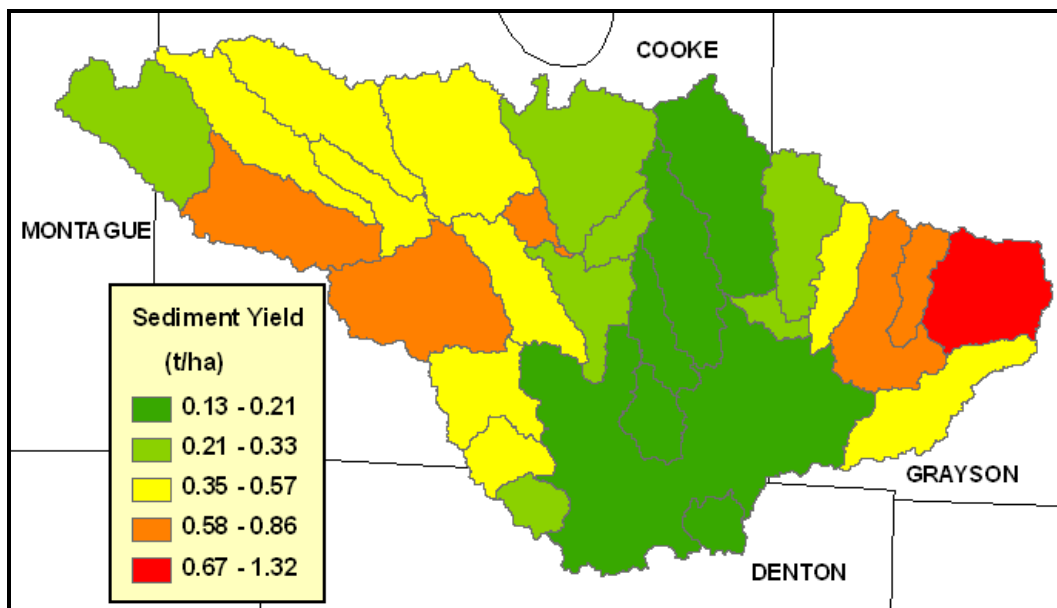 COOKE
MONTAGUE
Sediment Yield
(t/ha)
0.13 - 0.21
0.21 - 0.33
0.35 - 0.57
0.58 - 0.86
0.67 - 1.32
GRAYSON
DENTON